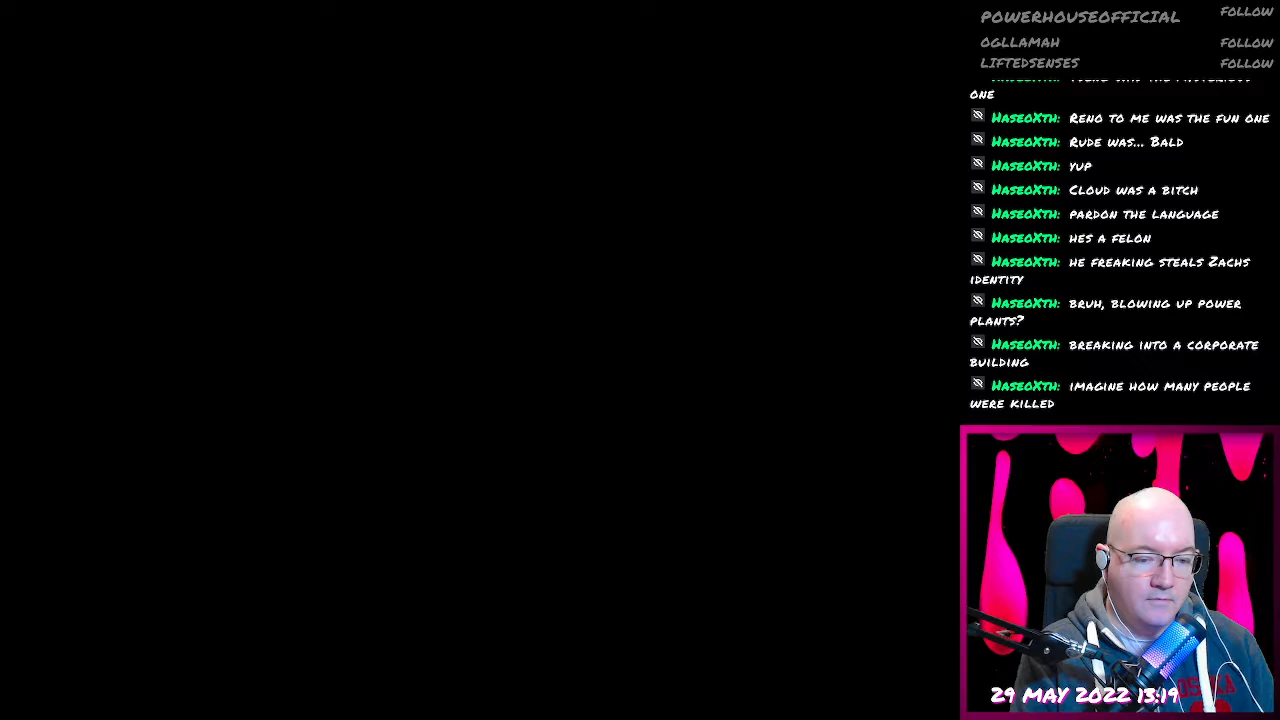 POWERHOUSEOFFICIAL FOLLOW
OGLLAMAH FOLLOW
LIFTEDSENSES FOLLOW
ONE
HASEOXTH: RENO TO ME WAS THE FUN ONE
HASEOXTH: RUDE WAS... BALD
HASEOXTH: YUP
HASEOXTH: CLOUD WAS A BITCH
HASEOXTH: PARDON THE LANGUAGE
HASEOXTH: HES A FELON
HASEOXTH: HE FREAKING STEALS ZACHS
IDENTITY
HASEOXTH: BRUH, BLOWING UP POWER
PLANTS?
HASEOXTH: BREAKING INTO A CORPORATE
BUILDING
HASEOXTH: IMAGINE HOW MANY PEOPLE
WERE KILLED
29 MAY 2022 13:19